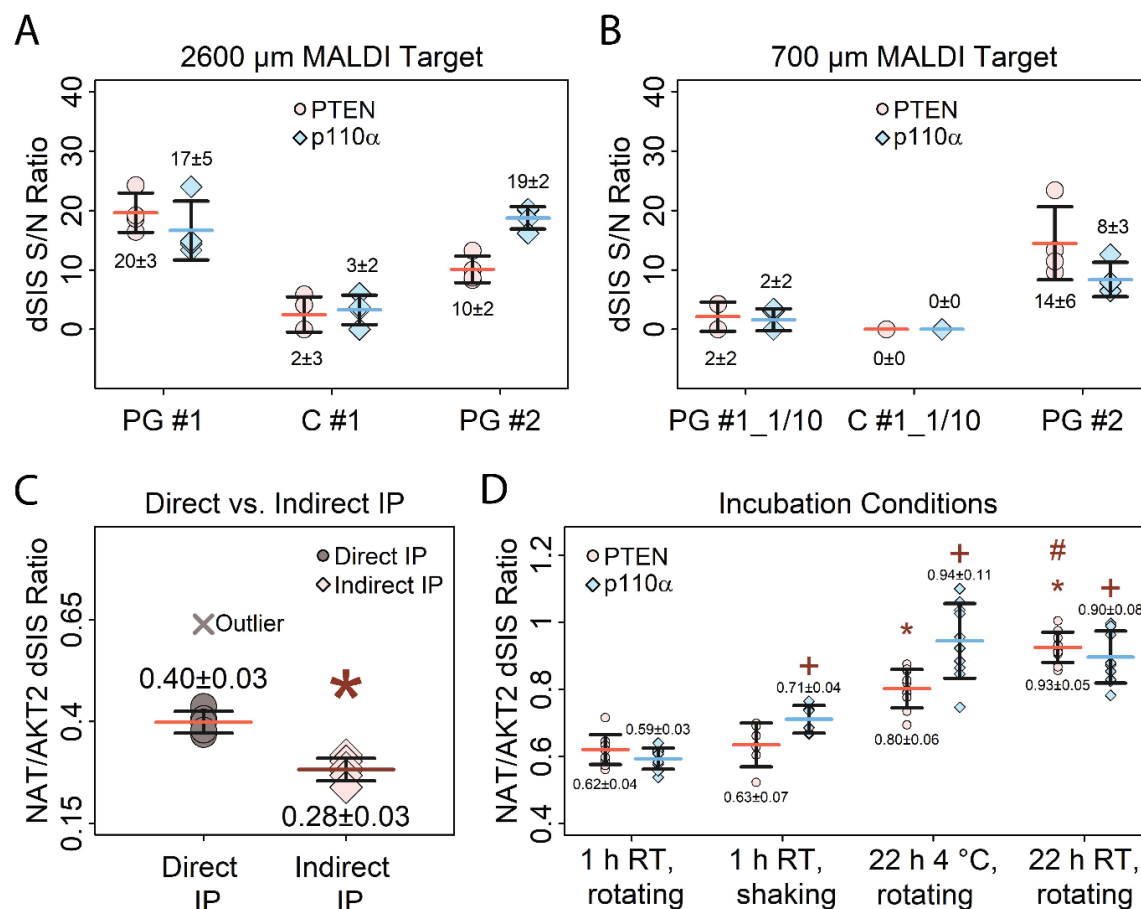 A
2600 µm MALDI Target
dSIS S/N Ratio
40
30
20
10
0
PTEN
p110α
20±3
17±5
2±3
3±2
10±2
19±2
PG #1
C #1
PG #2
B
700 µm MALDI Target
dSIS S/N Ratio
40
30
20
10
0
PTEN
p110α
2±2
2±2
0±0
0±0
14±6
8±3
PG #1_1/10
C #1_1/10
PG #2
C
Direct vs. Indirect IP
NAT/AKT2 dSIS Ratio
0.65
0.4
0.15
Direct IP
Indirect IP
Outlier
0.40±0.03
*
0.28±0.03
Direct
IP
Indirect
IP
D
Incubation Conditions
NAT/AKT2 dSIS Ratio
1.2
1
0.8
0.6
0.4
PTEN
p110α
0.62±0.04
0.59±0.03
0.63±0.07
+
0.71±0.04
*
0.80±0.06
+
0.94±0.11
#
*
0.93±0.05
+
0.90±0.08
1 h RT,
rotating
1 h RT,
shaking
22 h 4 °C,
rotating
22 h RT,
rotating